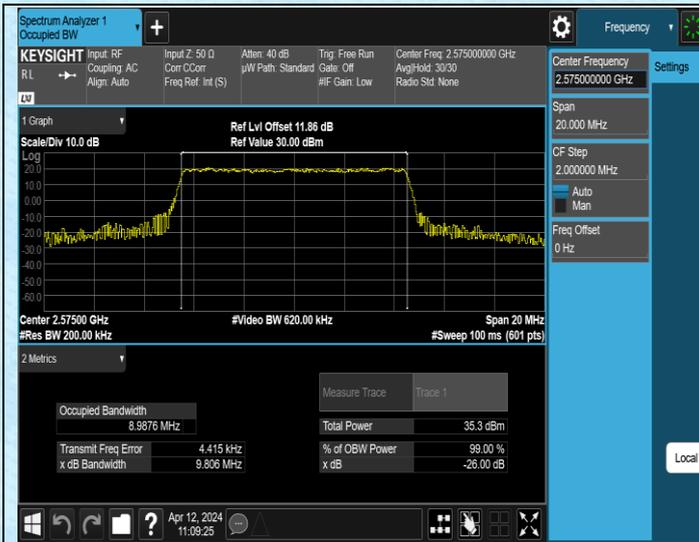 Spectrum Analyzer 1
Occupied BW
Frequency
KEYSIGHT
RL
LXI
Input: RF
Coupling: AC
Align: Auto
Input Z: 50 Ω
Corr CCorr
Freq Ref: Int (S)
Atten: 40 dB
µW Path: Standard
Trig: Free Run
Gate: Off
#IF Gain: Low
Center Freq: 2.575000000 GHz
Avg|Hold: 30/30
Radio Std: None
Center Frequency
2.575000000 GHz
Settings
Span
20.000 MHz
CF Step
2.000000 MHz
Auto
Man
Freq Offset
0 Hz
1 Graph
Scale/Div 10.0 dB
Ref Lvl Offset 11.86 dB
Ref Value 30.00 dBm
Log
20.0
10.0
0.00
-10.0
-20.0
-30.0
-40.0
-50.0
-60.0
Center 2.57500 GHz
#Video BW 620.00 kHz
Span 20 MHz
#Res BW 200.00 kHz
#Sweep 100 ms (601 pts)
2 Metrics
Measure Trace
Trace 1
Occupied Bandwidth
8.9876 MHz
Total Power
35.3 dBm
Transmit Freq Error
4.415 kHz
% of OBW Power
99.00 %
x dB Bandwidth
9.806 MHz
x dB
-26.00 dB
Local
Apr 12, 2024
11:09:25